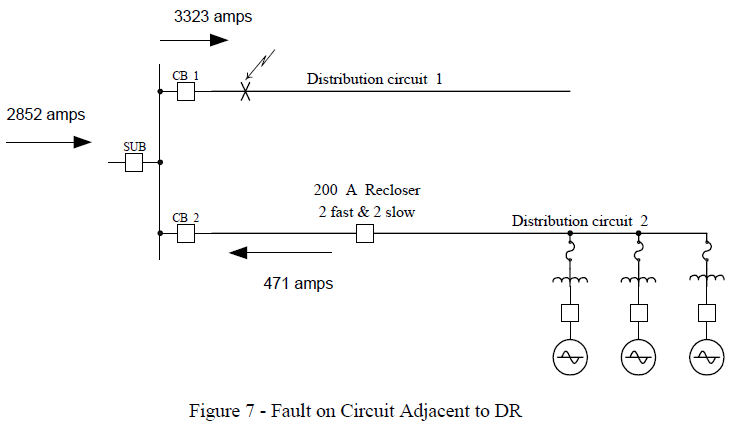 3323 amps
CB 1
Distribution circuit 1
2852 amps
SUB
200 A Recloser
2 fast & 2 slow
CB 2
Distribution circuit 2
471 amps
Figure 7 - Fault on Circuit Adjacent to DR